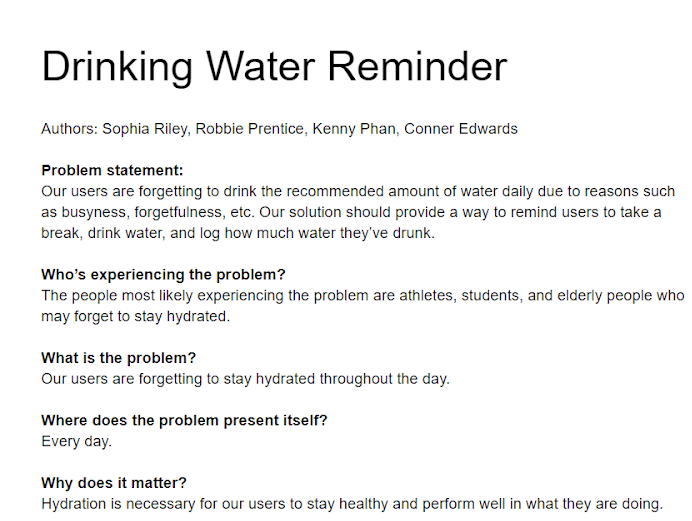 Drinking Water Reminder
Authors: Sophia Riley, Robbie Prentice, Kenny Phan, Conner Edwards
Problem statement:
Our users are forgetting to drink the recommended amount of water daily due to reasons such
as busyness, forgetfulness, etc. Our solution should provide a way to remind users to take a
break, drink water, and log how much water they’ve drunk.
Who’s experiencing the problem?
The people most likely experiencing the problem are athletes, students, and elderly people who
may forget to stay hydrated.
What is the problem?
Our users are forgetting to stay hydrated throughout the day.
Where does the problem present itself?
Every day.
Why does it matter?
Hydration is necessary for our users to stay healthy and perform well in what they are doing.